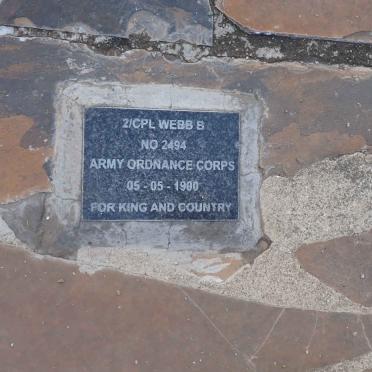 2/CPL WEBB B
NO 2494
ARMY ORDNANCE CORPS
05 - 05 - 1900
FOR KING AND COUNTRY